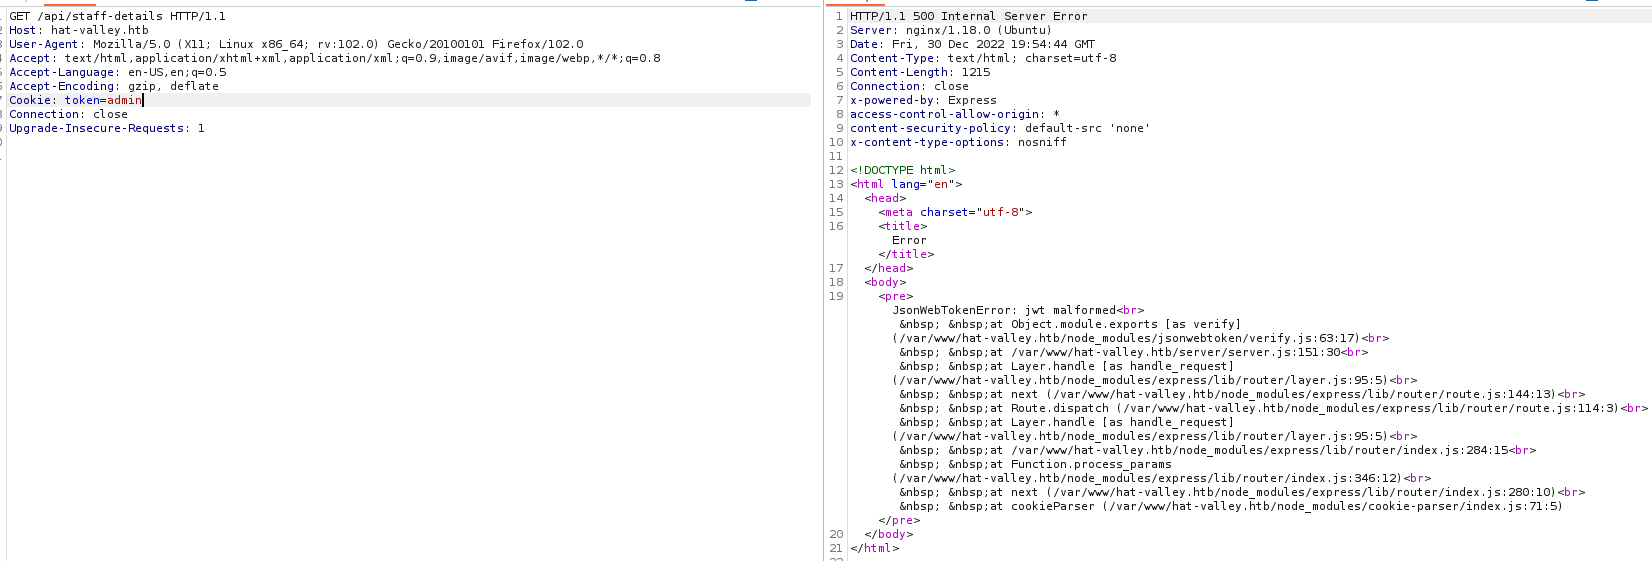 GET /api/staff-details HTTP/1.1
Host: hat-valley.htb
User-Agent: Mozilla/5.0 (X11; Linux x86_64; rv:102.0) Gecko/20100101 Firefox/102.0
Accept: text/html,application/xhtml+xml,application/xml;q=0.9,image/avif,image/webp,*/*;q=0.8
Accept-Language: en-US,en;q=0.5
Accept-Encoding: gzip, deflate
Cookie: token=admin
Connection: close
Upgrade-Insecure-Requests: 1
1 HTTP/1.1 500 Internal Server Error
2 Server: nginx/1.18.0 (Ubuntu)
3 Date: Fri, 30 Dec 2022 19:54:44 GMT
4 Content-Type: text/html; charset=utf-8
5 Content-Length: 1215
6 Connection: close
7 x-powered-by: Express
8 access-control-allow-origin: *
9 content-security-policy: default-src 'none'
10 x-content-type-options: nosniff
11
12 <!DOCTYPE html>
13 <html lang="en">
14 <head>
15 <meta charset="utf-8">
16 <title>
Error
</title>
17 </head>
18 <body>
19 <pre>
JsonWebTokenError: jwt malformed<br>
&nbsp; &nbsp;at Object.module.exports [as verify]
(/var/www/hat-valley.htb/node_modules/jsonwebtoken/verify.js:63:17)<br>
&nbsp; &nbsp;at /var/www/hat-valley.htb/server/server.js:151:30<br>
&nbsp; &nbsp;at Layer.handle [as handle_request]
(/var/www/hat-valley.htb/node_modules/express/lib/router/layer.js:95:5)<br>
&nbsp; &nbsp;at next (/var/www/hat-valley.htb/node_modules/express/lib/router/route.js:144:13)<br>
&nbsp; &nbsp;at Route.dispatch (/var/www/hat-valley.htb/node_modules/express/lib/router/route.js:114:3)<br>
&nbsp; &nbsp;at Layer.handle [as handle_request]
(/var/www/hat-valley.htb/node_modules/express/lib/router/layer.js:95:5)<br>
&nbsp; &nbsp;at /var/www/hat-valley.htb/node_modules/express/lib/router/index.js:284:15<br>
&nbsp; &nbsp;at Function.process_params
(/var/www/hat-valley.htb/node_modules/express/lib/router/index.js:346:12)<br>
&nbsp; &nbsp;at next (/var/www/hat-valley.htb/node_modules/express/lib/router/index.js:280:10)<br>
&nbsp; &nbsp;at cookieParser (/var/www/hat-valley.htb/node_modules/cookie-parser/index.js:71:5)
</pre>
20 </body>
21 </html>